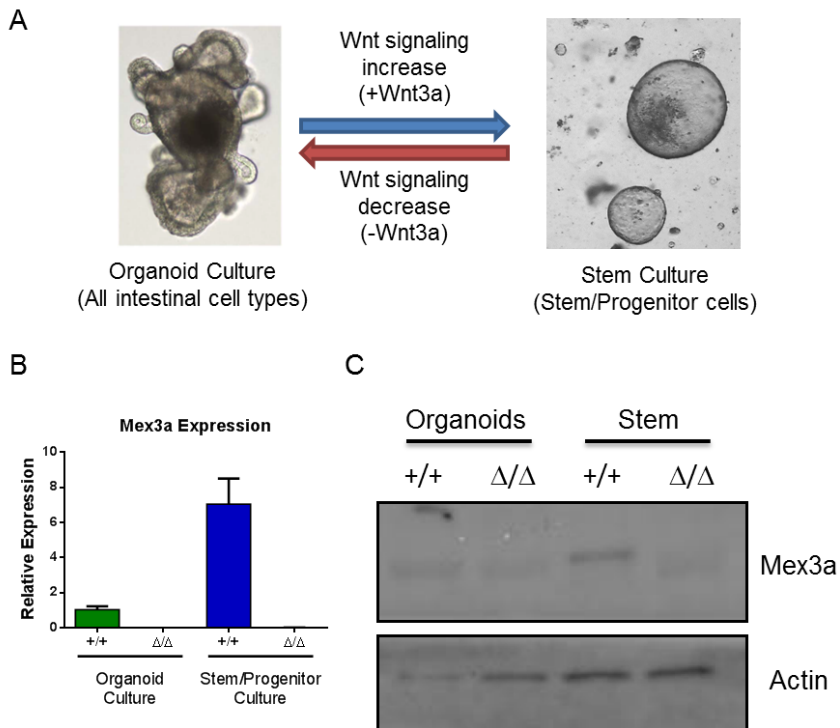 A
Wnt signaling
increase
(+Wnt3a)
Wnt signaling
decrease
(-Wnt3a)
Organoid Culture
(All intestinal cell types)
Stem Culture
(Stem/Progenitor cells)
B
Mex3a Expression
Relative Expression
10
8
6
4
2
0
+/+ Δ/Δ +/+ Δ/Δ
Organoid
Culture
Stem/Progenitor
Culture
C
Organoids Stem
+/+ Δ/Δ +/+ Δ/Δ
Mex3a
Actin